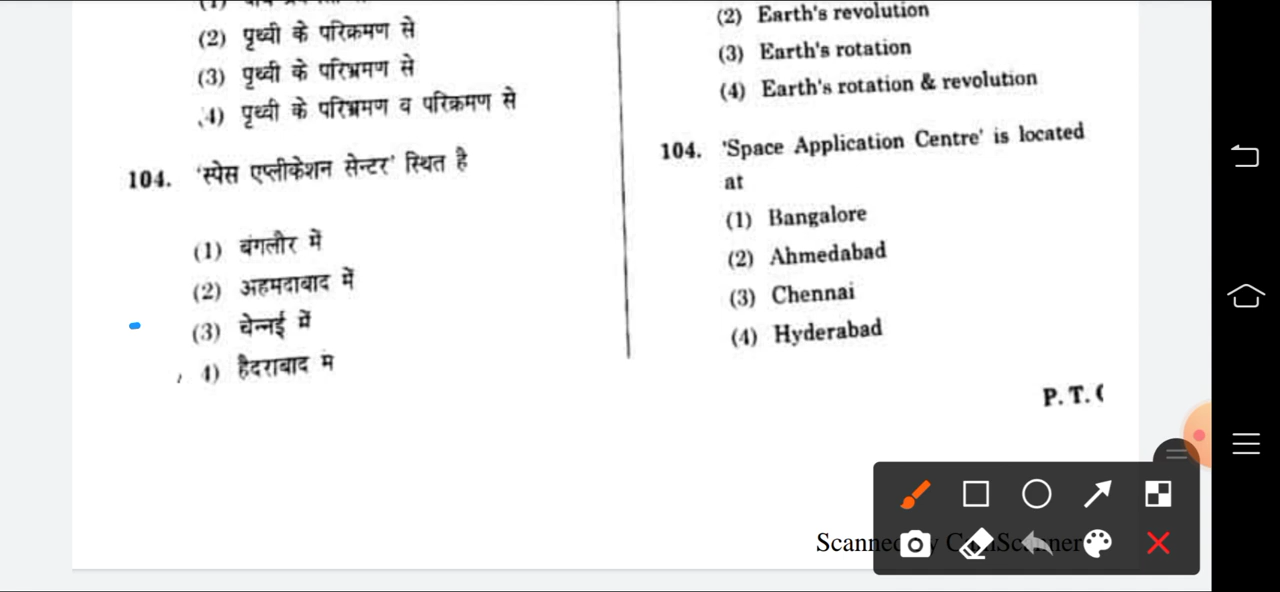 (2) पृथ्वी के परिक्रमण से
(3) पृथ्वी के परिभ्रमण से
4) पृथ्वी के परिभ्रमण व परिक्रमण से
104. 'स्पेस एप्लीकेशन सेन्टर' स्थित है
(1) बंगलौर में
(2) अहमदाबाद में
(3) चेन्नई में
4) हैदराबाद में
(2) Earth's revolution
(3) Earth's rotation
(4) Earth's rotation & revolution
104. 'Space Application Centre' is located
at
(1) Bangalore
(2) Ahmedabad
(3) Chennai
(4) Hyderabad
P. T.
Scanned